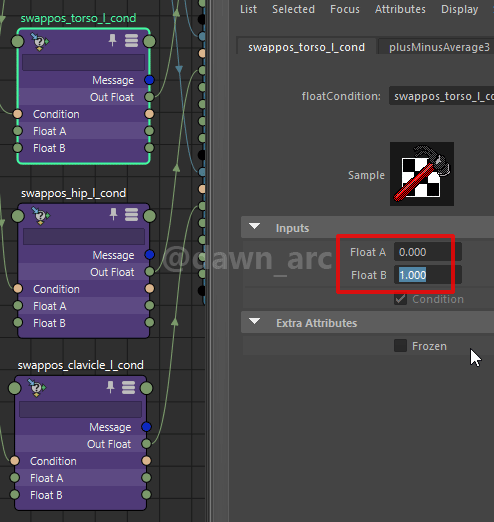 swappos_torso_l_cond
Message
Out Float
Condition
Float A
Float B
swappos_hip_l_cond
Message
Out Float
Condition
Float A
Float B
swappos_clavicle_l_cond
Message
Out Float
Condition
Float A
Float B
List Selected Focus Attributes Display
swappos_torso_l_cond plusMinusAverage3
floatCondition: swappos_torso_l_co
Sample
Inputs
Float A 0.000
Float B 1.000
Condition
Extra Attributes
Frozen
@dawn_arc